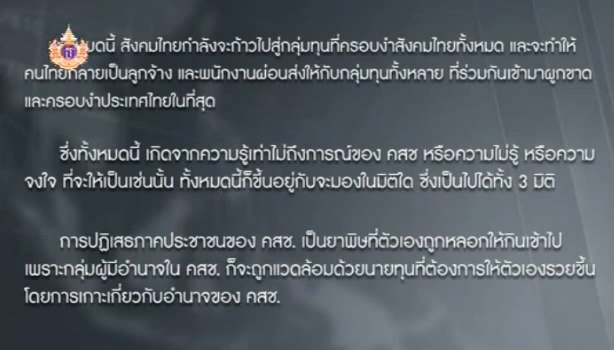 มดนี้ สังคมไทยกำลังจะก้าวไปสู่กลุ่มทุนที่ครอบงำสังคมไทยทั้งหมด และจะทำให้
คนไทยกลายเป็นลูกจ้าง และพนักงานผ่อนส่งให้กับกลุ่มทุนทั้งหลาย ที่ร่วมกันเข้ามาผูกขาด
และครอบงำประเทศไทยในที่สุด
ซึ่งทั้งหมดนี้ เกิดจากความรู้เท่าไม่ถึงการณ์ของ คสช หรือความไม่รู้ หรือความ
จงใจ ที่จะให้เป็นเช่นนั้น ทั้งหมดนี้ก็ขึ้นอยู่กับจะมองในมิติใด ซึ่งเป็นไปได้ทั้ง 3 มิติ
การปฏิเสธภาคประชาชนของ คสช. เป็นยาพิษที่ตัวเองถูกหลอกให้กินเข้าไป
เพราะกลุ่มผู้มีอำนาจใน คสช. ก็จะถูกแวดล้อมด้วยนายทุนที่ต้องการให้ตัวเองรวยขึ้น
โดยการเกาะเกี่ยวกับอำนาจของ คสช.